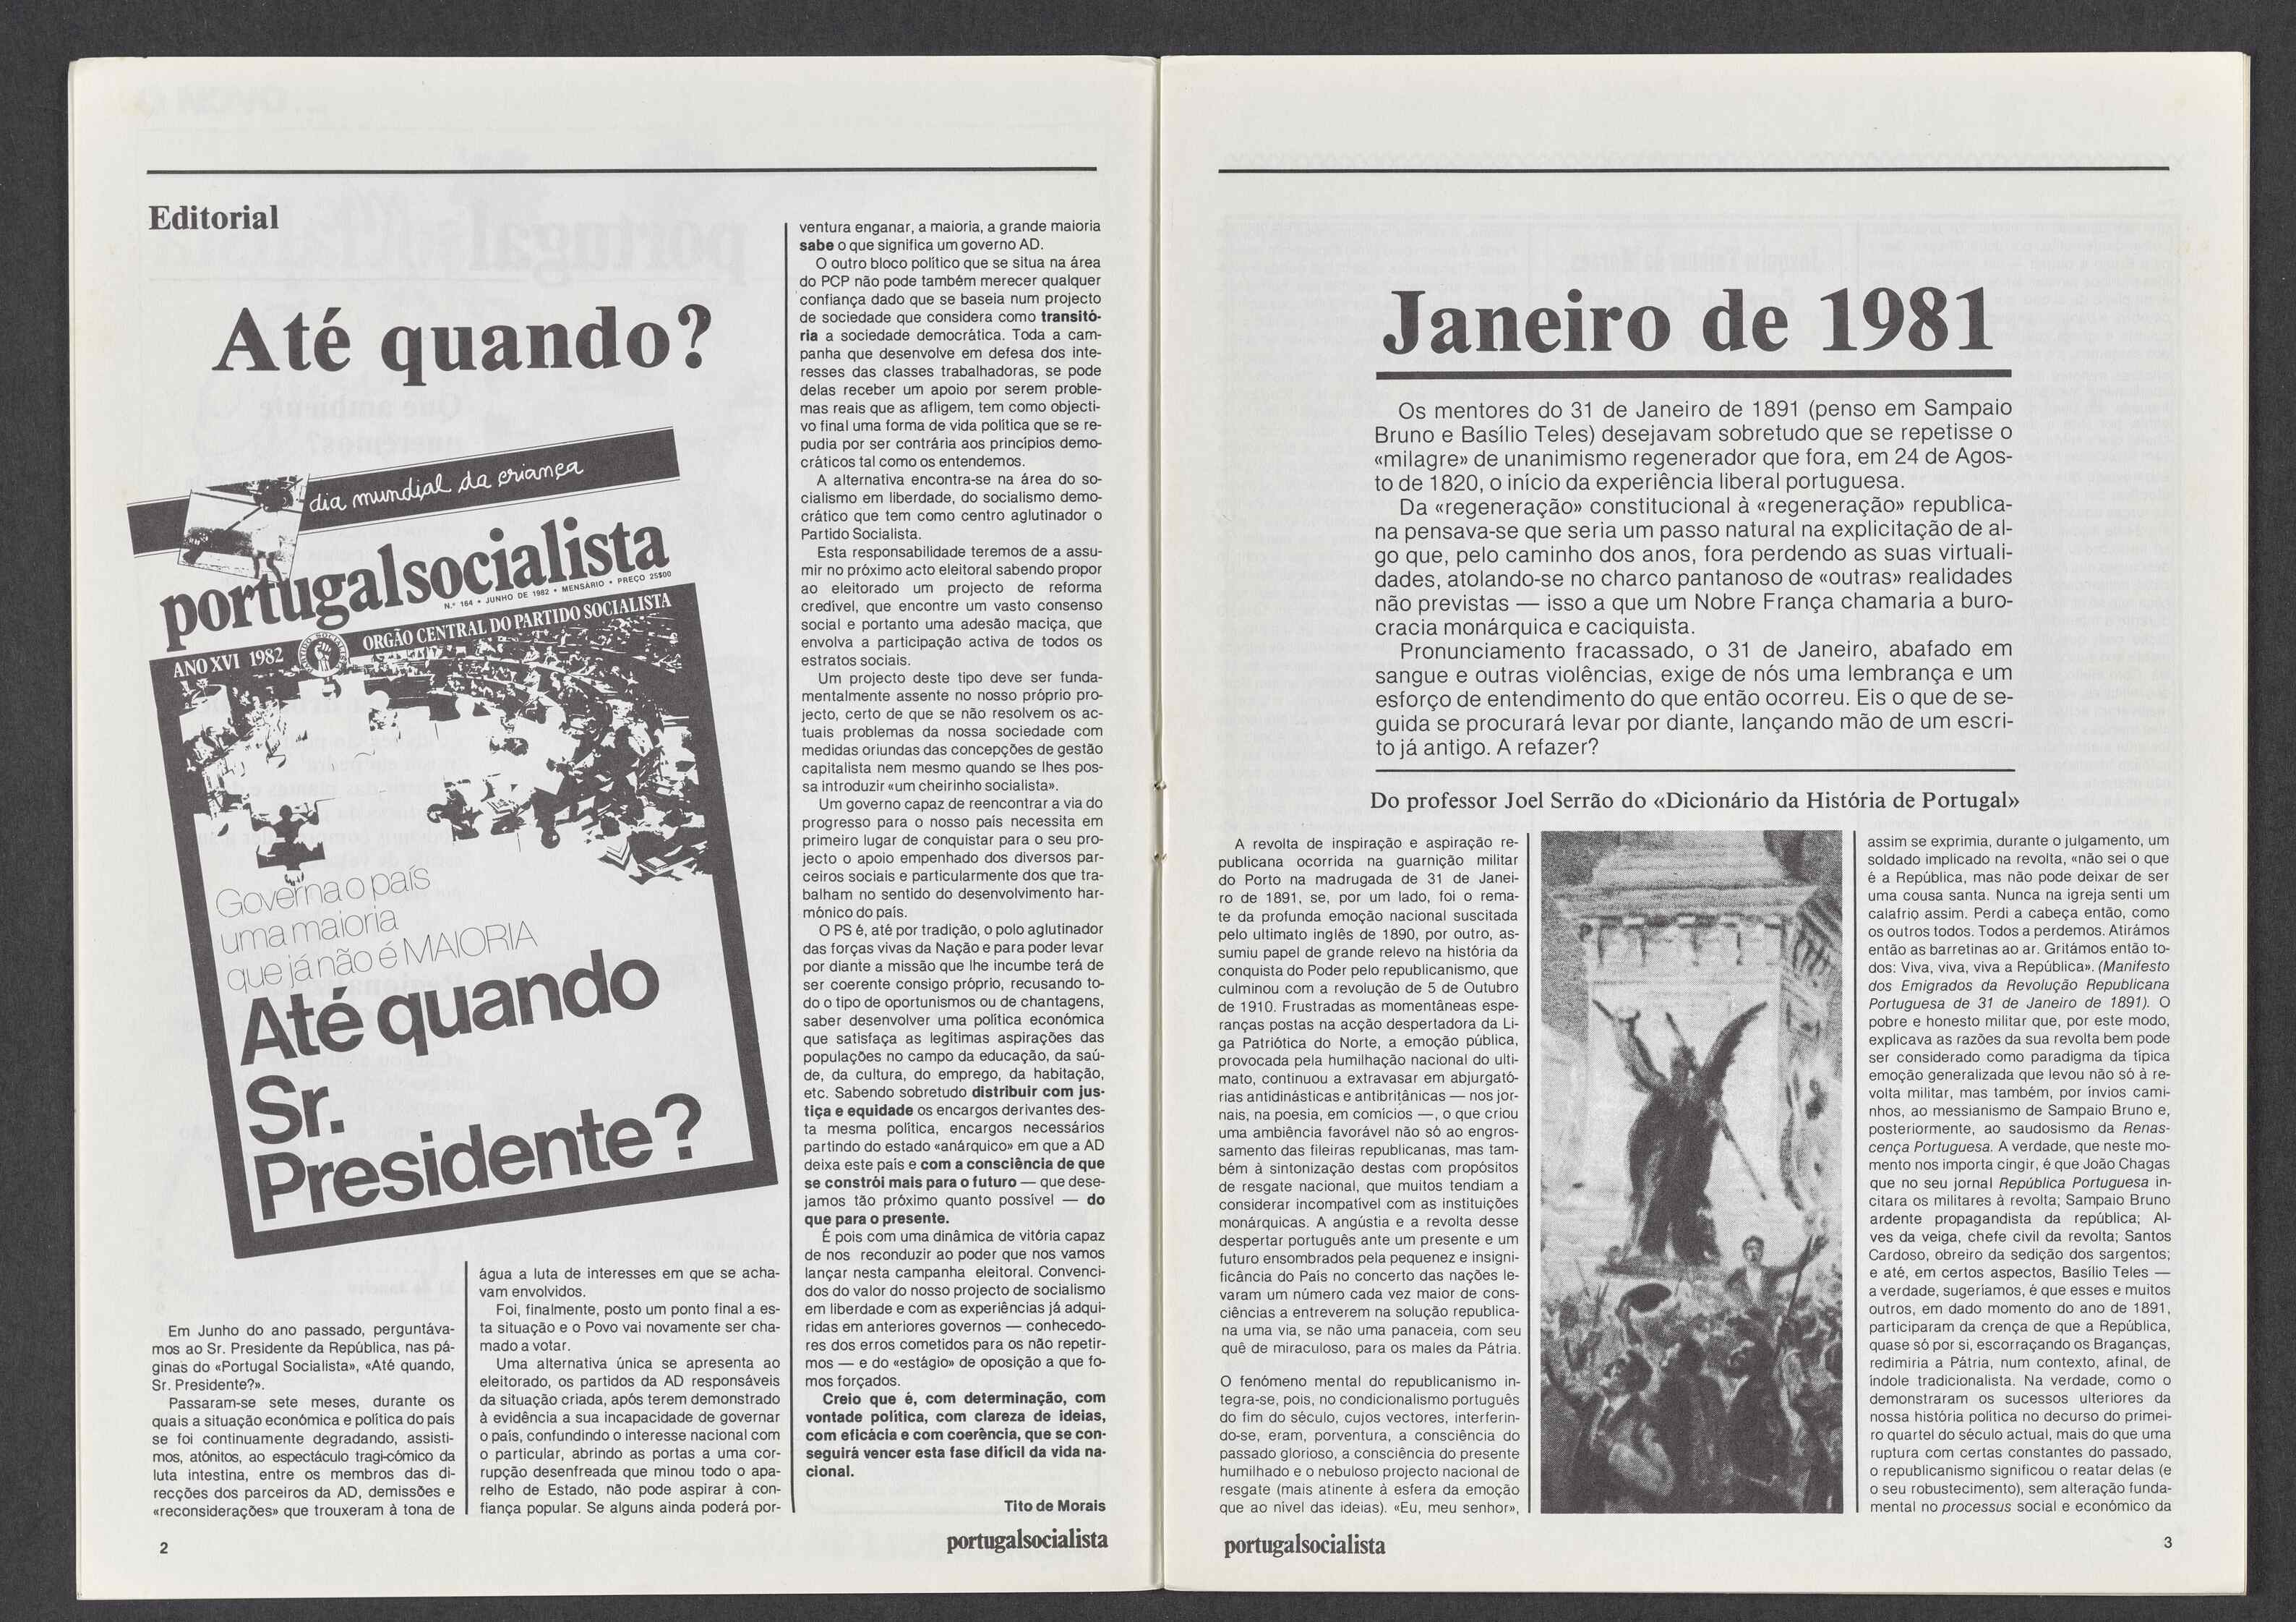 Editorial
Até quando?
dia mundial da criança
portugalsocialista
N.º 164 • JUNHO DE 1982 • MENSÁRIO • PREÇO 25$00
ANO XVI 1982
ORGÃO CENTRAL DO PARTIDO SOCIALISTA
Governa o país
uma maioria
que já não é MAIORIA
Até quando
Sr.
Presidente?
Em Junho do ano passado, perguntáva-
mos ao Sr. Presidente da República, nas pá-
ginas do «Portugal Socialista», «Até quando,
Sr. Presidente?».
Passaram-se sete meses, durante os
quais a situação económica e política do país
se foi continuamente degradando, assisti-
mos, atónitos, ao espectáculo tragi-cómico da
luta intestina, entre os membros das di-
recções dos parceiros da AD, demissões e
«reconsiderações» que trouxeram à tona de
água a luta de interesses em que se acha-
vam envolvidos.
Foi, finalmente, posto um ponto final a es-
ta situação e o Povo vai novamente ser cha-
mado a votar.
Uma alternativa única se apresenta ao
eleitorado, os partidos da AD responsáveis
da situação criada, após terem demonstrado
à evidência a sua incapacidade de governar
o país, confundindo o interesse nacional com
o particular, abrindo as portas a uma cor-
rupção desenfreada que minou todo o apa-
relho de Estado, não pode aspirar à con-
fiança popular. Se alguns ainda poderá por-
ventura enganar, a maioria, a grande maioria
sabe o que significa um governo AD.
O outro bloco político que se situa na área
do PCP não pode também merecer qualquer
confiança dado que se baseia num projecto
de sociedade que considera como transitó-
ria a sociedade democrática. Toda a cam-
panha que desenvolve em defesa dos inte-
resses das classes trabalhadoras, se pode
delas receber um apoio por serem proble-
mas reais que as afligem, tem como objecti-
vo final uma forma de vida política que se re-
pudia por ser contrária aos princípios demo-
cráticos tal como os entendemos.
A alternativa encontra-se na área do so-
cialismo em liberdade, do socialismo demo-
crático que tem como centro aglutinador o
Partido Socialista.
Esta responsabilidade teremos de a assu-
mir no próximo acto eleitoral sabendo propor
ao eleitorado um projecto de reforma
credível, que encontre um vasto consenso
social e portanto uma adesão maciça, que
envolva a participação activa de todos os
estratos sociais.
Um projecto deste tipo deve ser funda-
mentalmente assente no nosso próprio pro-
jecto, certo de que se não resolvem os ac-
tuais problemas da nossa sociedade com
medidas oriundas das concepções de gestão
capitalista nem mesmo quando se lhes pos-
sa introduzir «um cheirinho socialista».
Um governo capaz de reencontrar a via do
progresso para o nosso país necessita em
primeiro lugar de conquistar para o seu pro-
jecto o apoio empenhado dos diversos par-
ceiros sociais e particularmente dos que tra-
balham no sentido do desenvolvimento har-
mónico do país.
O PS é, até por tradição, o polo aglutinador
das forças vivas da Nação e para poder levar
por diante a missão que lhe incumbe terá de
ser coerente consigo próprio, recusando to-
do o tipo de oportunismos ou de chantagens,
saber desenvolver uma política económica
que satisfaça as legítimas aspirações das
populações no campo da educação, da saú-
de, da cultura, do emprego, da habitação,
etc. Sabendo sobretudo distribuir com jus-
tiça e equidade os encargos derivantes des-
ta mesma política, encargos necessários
partindo do estado «anárquico» em que a AD
deixa este país e com a consciência de que
se constrói mais para o futuro — que dese-
jamos tão próximo quanto possível — do
que para o presente.
É pois com uma dinâmica de vitória capaz
de nos reconduzir ao poder que nos vamos
lançar nesta campanha eleitoral. Convenci-
dos do valor do nosso projecto de socialismo
em liberdade e com as experiências já adqui-
ridas em anteriores governos — conhecedo-
res dos erros cometidos para os não repetir-
mos — e do «estágio» de oposição a que fo-
mos forçados.
Creio que é, com determinação, com
vontade política, com clareza de ideias,
com eficácia e com coerência, que se con-
seguirá vencer esta fase difícil da vida na-
cional.
Tito de Morais
2
portugalsocialista
Janeiro de 1981
Os mentores do 31 de Janeiro de 1891 (penso em Sampaio
Bruno e Basílio Teles) desejavam sobretudo que se repetisse o
«milagre» de unanimismo regenerador que fora, em 24 de Agos-
to de 1820, o início da experiência liberal portuguesa.
Da «regeneração» constitucional à «regeneração» republica-
na pensava-se que seria um passo natural na explicitação de al-
go que, pelo caminho dos anos, fora perdendo as suas virtuali-
dades, atolando-se no charco pantanoso de «outras» realidades
não previstas — isso a que um Nobre França chamaria a buro-
cracia monárquica e caciquista.
Pronunciamento fracassado, o 31 de Janeiro, abafado em
sangue e outras violências, exige de nós uma lembrança e um
esforço de entendimento do que então ocorreu. Eis o que de se-
guida se procurará levar por diante, lançando mão de um escri-
to já antigo. A refazer?
Do professor Joel Serrão do «Dicionário da História de Portugal»
A revolta de inspiração e aspiração re-
publicana ocorrida na guarnição militar
do Porto na madrugada de 31 de Janei-
ro de 1891, se, por um lado, foi o rema-
te da profunda emoção nacional suscitada
pelo ultimato inglês de 1890, por outro, as-
sumiu papel de grande relevo na história da
conquista do Poder pelo republicanismo, que
culminou com a revolução de 5 de Outubro
de 1910. Frustradas as momentâneas espe-
ranças postas na acção despertadora da Li-
ga Patriótica do Norte, a emoção pública,
provocada pela humilhação nacional do ulti-
mato, continuou a extravasar em abjurgató-
rias antidinásticas e antibritânicas — nos jor-
nais, na poesia, em comícios —, o que criou
uma ambiência favorável não só ao engros-
samento das fileiras republicanas, mas tam-
bém à sintonização destas com propósitos
de resgate nacional, que muitos tendiam a
considerar incompatível com as instituições
monárquicas. A angústia e a revolta desse
despertar português ante um presente e um
futuro ensombrados pela pequenez e insigni-
ficância do País no concerto das nações le-
varam um número cada vez maior de cons-
ciências a entreverem na solução republica-
na uma via, se não uma panaceia, com seu
quê de miraculoso, para os males da Pátria.
O fenómeno mental do republicanismo in-
tegra-se, pois, no condicionalismo português
do fim do século, cujos vectores, interferin-
do-se, eram, porventura, a consciência do
passado glorioso, a consciência do presente
humilhado e o nebuloso projecto nacional de
resgate (mais atinente à esfera da emoção
que ao nível das ideias). «Eu, meu senhor»,
assim se exprimia, durante o julgamento, um
soldado implicado na revolta, «não sei o que
é a República, mas não pode deixar de ser
uma cousa santa. Nunca na igreja senti um
calafrio assim. Perdi a cabeça então, como
os outros todos. Todos a perdemos. Atirámos
então as barretinas ao ar. Gritámos então to-
dos: Viva, viva, viva a República». (Manifesto
dos Emigrados da Revolução Republicana
Portuguesa de 31 de Janeiro de 1891). O
pobre e honesto militar que, por este modo,
explicava as razões da sua revolta bem pode
ser considerado como paradigma da típica
emoção generalizada que levou não só à re-
volta militar, mas também, por ínvios cami-
nhos, ao messianismo de Sampaio Bruno e,
posteriormente, ao saudosismo da Renas-
cença Portuguesa. A verdade, que neste mo-
mento nos importa cingir, é que João Chagas
que no seu jornal República Portuguesa in-
citara os militares à revolta; Sampaio Bruno
ardente propagandista da república; Al-
ves da veiga, chefe civil da revolta; Santos
Cardoso, obreiro da sedição dos sargentos;
e até, em certos aspectos, Basílio Teles —
a verdade, sugeríamos, é que esses e muitos
outros, em dado momento do ano de 1891,
participaram da crença de que a República,
quase só por si, escorraçando os Braganças,
redimiria a Pátria, num contexto, afinal, de
índole tradicionalista. Na verdade, como o
demonstraram os sucessos ulteriores da
nossa história política no decurso do primei-
ro quartel do século actual, mais do que uma
ruptura com certas constantes do passado,
o republicanismo significou o reatar delas (e
o seu robustecimento), sem alteração funda-
mental no processus social e económico da
portugalsocialista
3